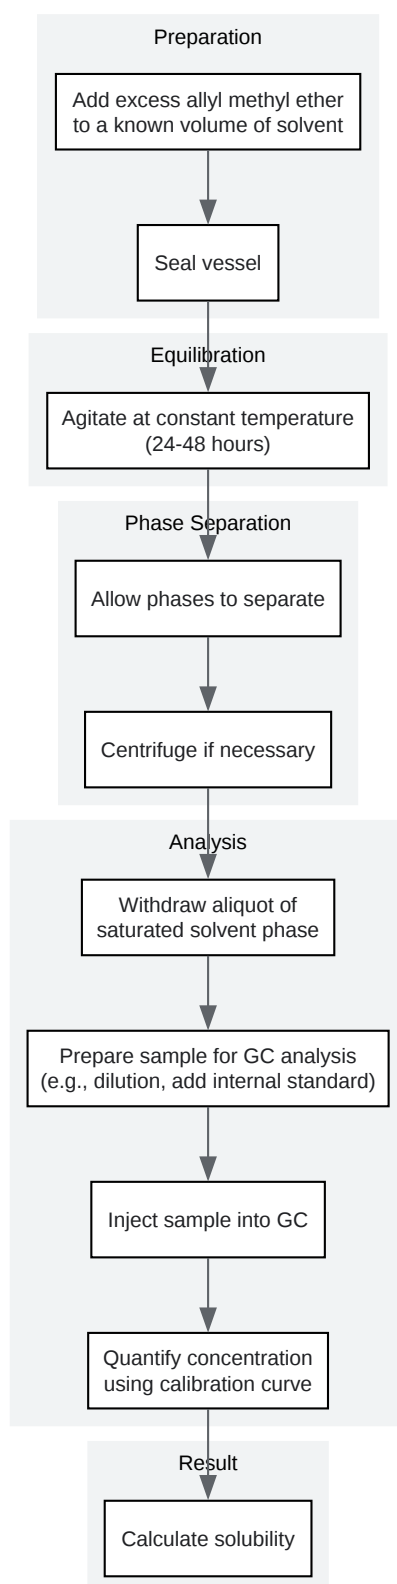 Preparation
Add excess allyl methyl ether
to a known volume of solvent
Seal vessel
Equilibration
Agitate at constant temperature
(24-48 hours)
Phase Separation
Allow phases to separate
Centrifuge if necessary
Analysis
Withdraw aliquot of
saturated solvent phase
Prepare sample for GC analysis
(e.g., dilution, add internal standard)
Inject sample into GC
Quantify concentration
using calibration curve
Result
Calculate solubility